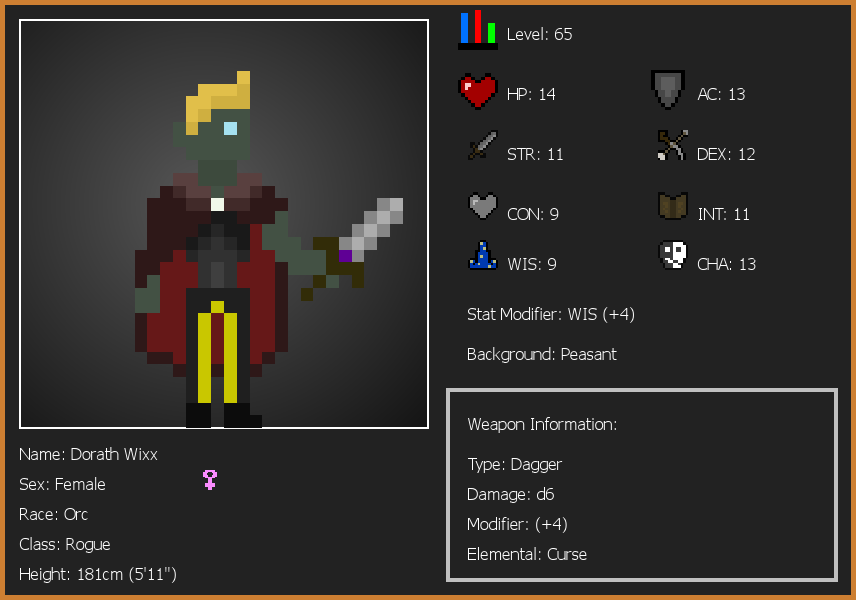 Level: 65
HP: 14
AC: 13
STR: 11
DEX: 12
CON: 9
INT: 11
WIS: 9
CHA: 13
Stat Modifier: WIS (+4)
Background: Peasant
Weapon Information:
Type: Dagger
Damage: d6
Modifier: (+4)
Elemental: Curse
Name: Dorath Wixx
Sex: Female
Race: Orc
Class: Rogue
Height: 181cm (5'11")